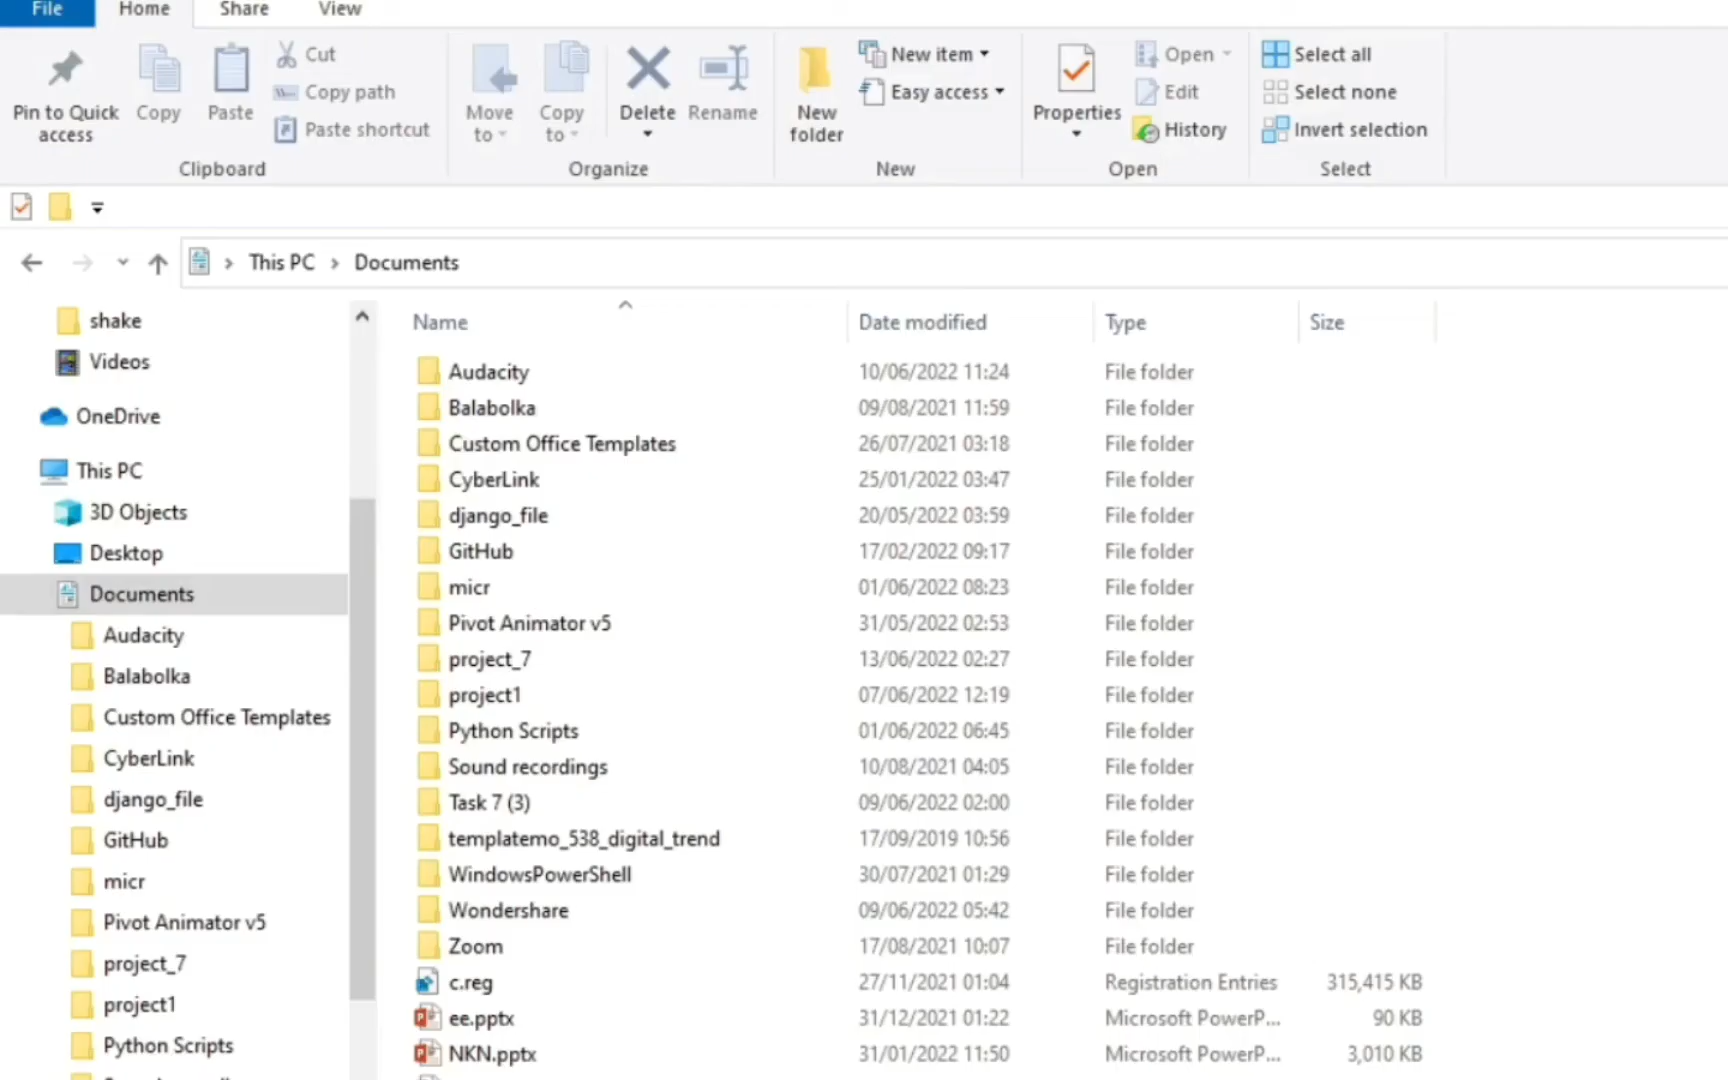 File Home Share View
Pin to Quick access
Copy
Paste
Cut
Copy path
Paste shortcut
Clipboard
Move to
Copy to
Delete
Rename
Organize
New folder
New item
Easy access
New
Properties
Open
Edit
History
Open
Select all
Select none
Invert selection
Select
This PC Documents
shake
Videos
OneDrive
This PC
3D Objects
Desktop
Documents
Audacity
Balabolka
Custom Office Templates
CyberLink
django_file
GitHub
micr
Pivot Animator v5
project_7
project1
Python Scripts
Name Date modified Type Size
Audacity 10/06/2022 11:24 File folder
Balabolka 09/08/2021 11:59 File folder
Custom Office Templates 26/07/2021 03:18 File folder
CyberLink 25/01/2022 03:47 File folder
django_file 20/05/2022 03:59 File folder
GitHub 17/02/2022 09:17 File folder
micr 01/06/2022 08:23 File folder
Pivot Animator v5 31/05/2022 02:53 File folder
project_7 13/06/2022 02:27 File folder
project1 07/06/2022 12:19 File folder
Python Scripts 01/06/2022 06:45 File folder
Sound recordings 10/08/2021 04:05 File folder
Task 7 (3) 09/06/2022 02:00 File folder
templatemo_538_digital_trend 17/09/2019 10:56 File folder
WindowsPowerShell 30/07/2021 01:29 File folder
Wondershare 09/06/2022 05:42 File folder
Zoom 17/08/2021 10:07 File folder
c.reg 27/11/2021 01:04 Registration Entries 315,415 KB
ee.pptx 31/12/2021 01:22 Microsoft PowerP... 90 KB
NKN.pptx 31/01/2022 11:50 Microsoft PowerP... 3,010 KB